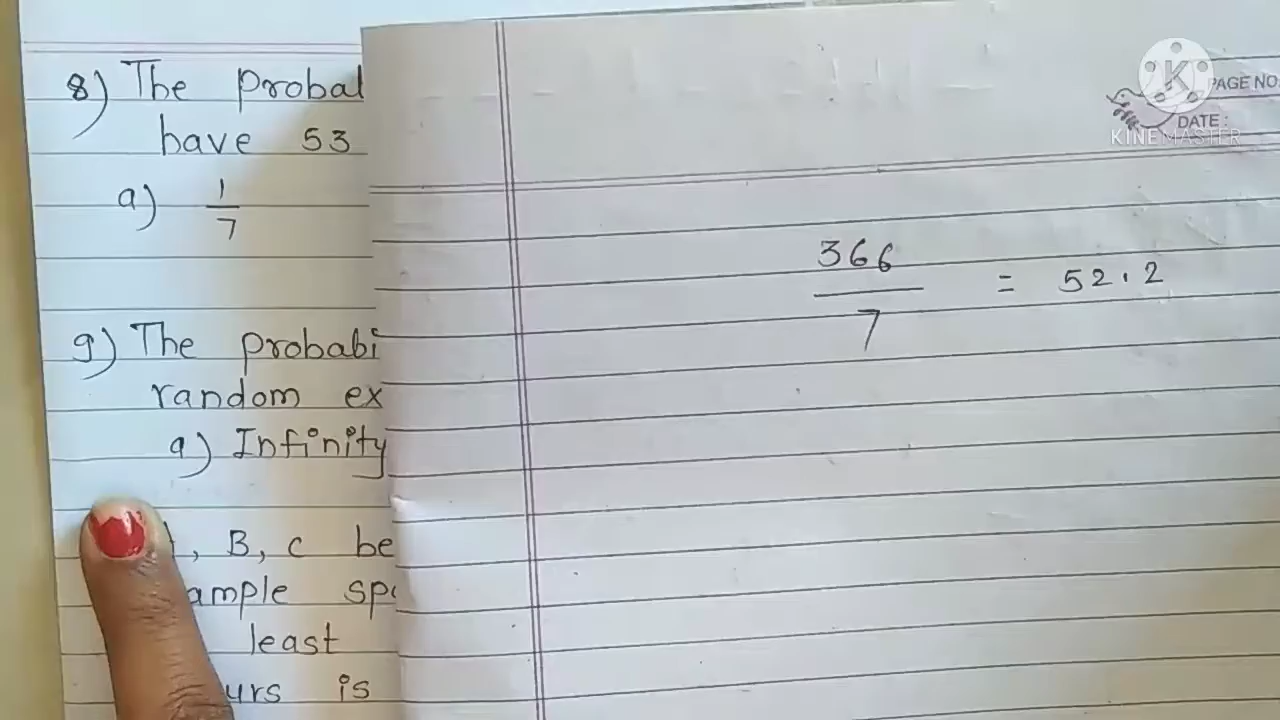 8) The Probal
have 53
a) 1/7
9) The Probabi
random ex
a) Infinity
, B, C be
ample sp
least
urs is
366/7 = 52.2
PAGE NO.
DATE :
KINEMASTER